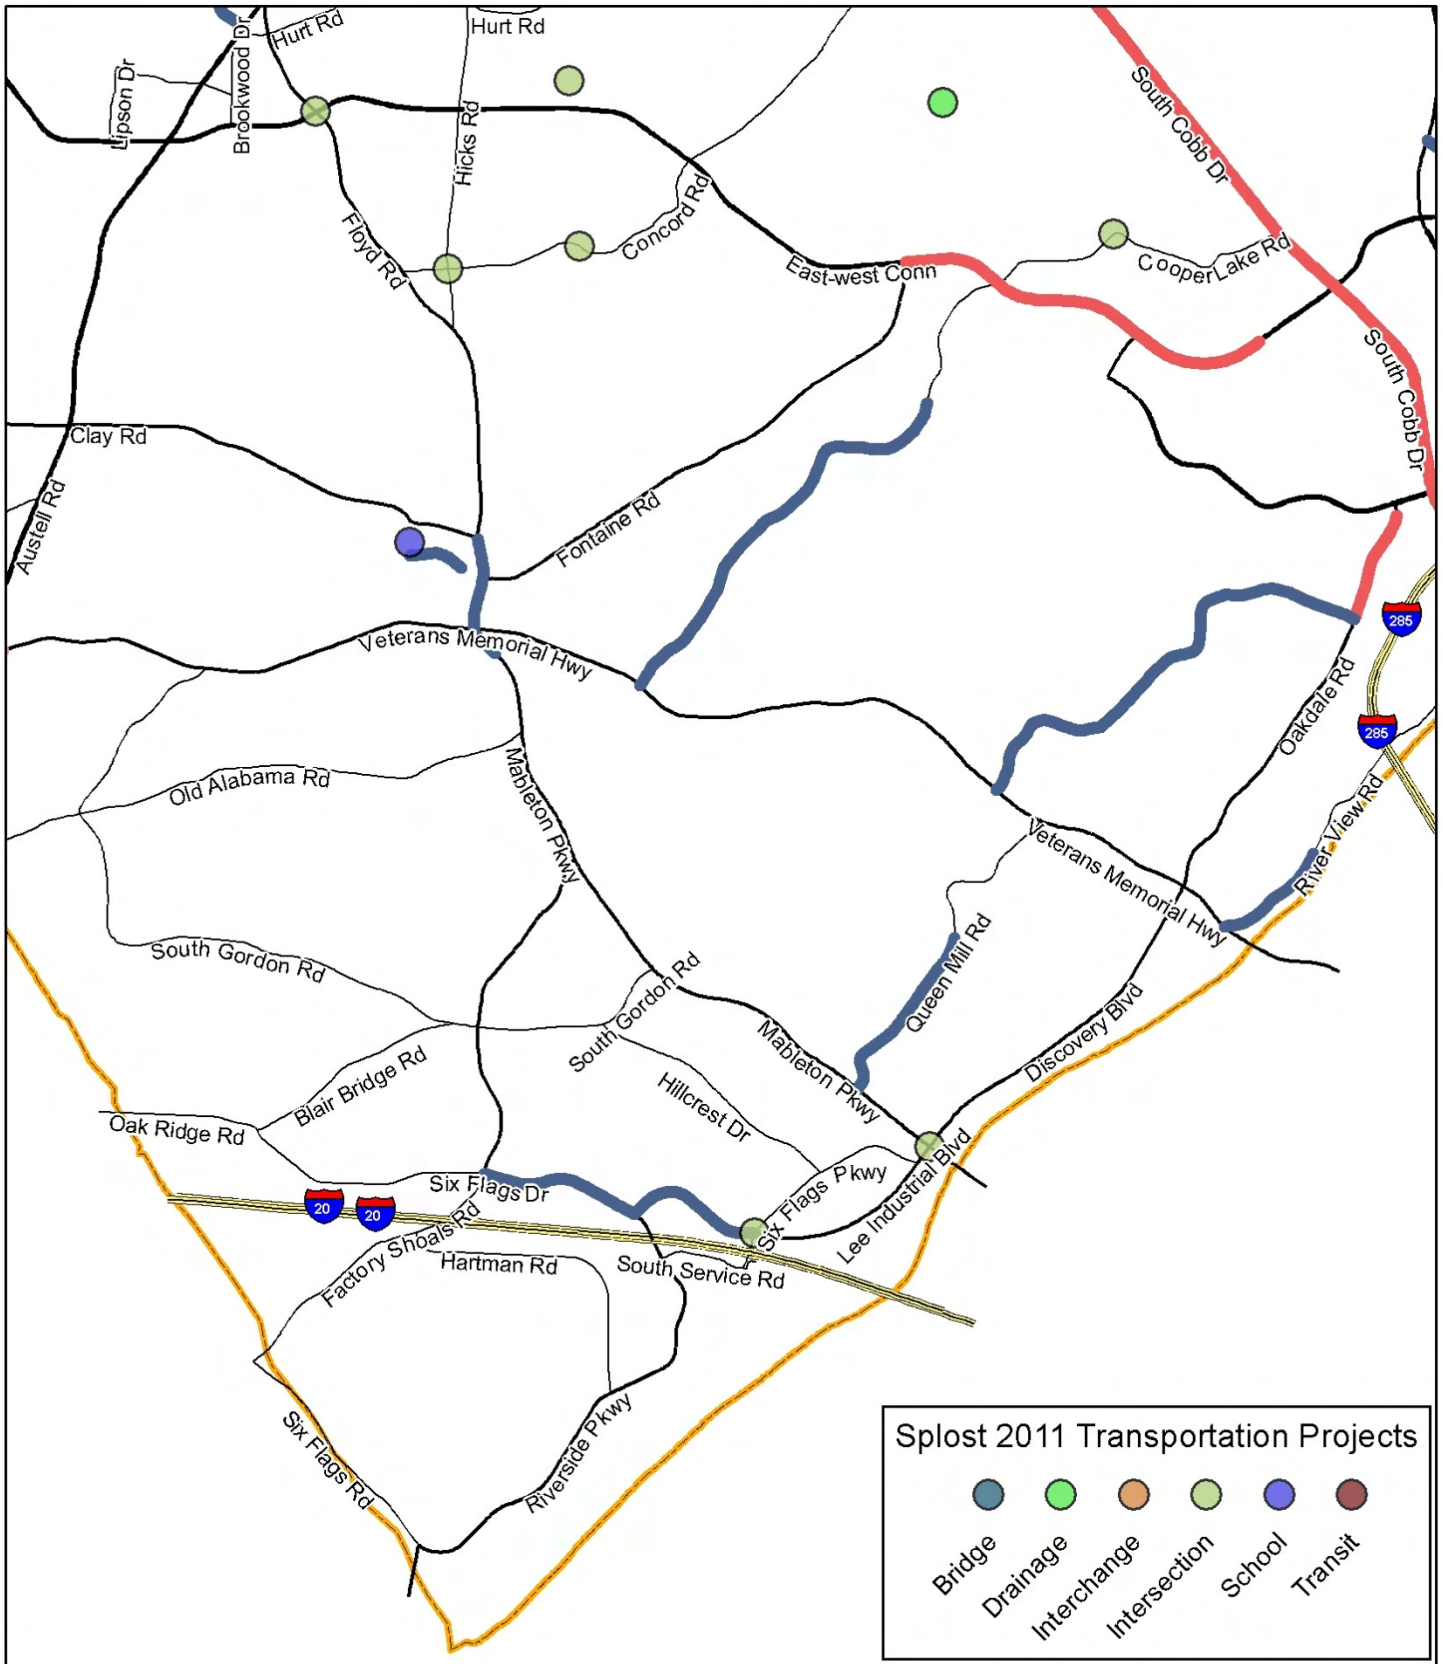 Hurt Rd
Hurt Rd
Lipson Dr
Brookwood Dr
Hicks Rd
South Cobb Dr
Concord Rd
Floyd Rd
CooperLake Rd
East-west Conn
South Cobb Dr
Clay Rd
Austell Rd
Fontaine Rd
285
Veterans Memorial Hwy
Oakdale Rd
285
Old Alabama Rd
Mableton Pkwy
River View Rd
Veterans Memorial Hwy
South Gordon Rd
Queen Mill Rd
South Gordon Rd
Discovery Blvd
Mableton Pkwy
Blair Bridge Rd
Hillcrest Dr
Oak Ridge Rd
Six Flags Dr
Six Flags Pkwy
Lee Industrial Blvd
20
20
Factory Shoals Rd
Hartman Rd
South Service Rd
Six Flags Rd
Riverside Pkwy
Splost 2011 Transportation Projects
Bridge
Drainage
Interchange
Intersection
School
Transit